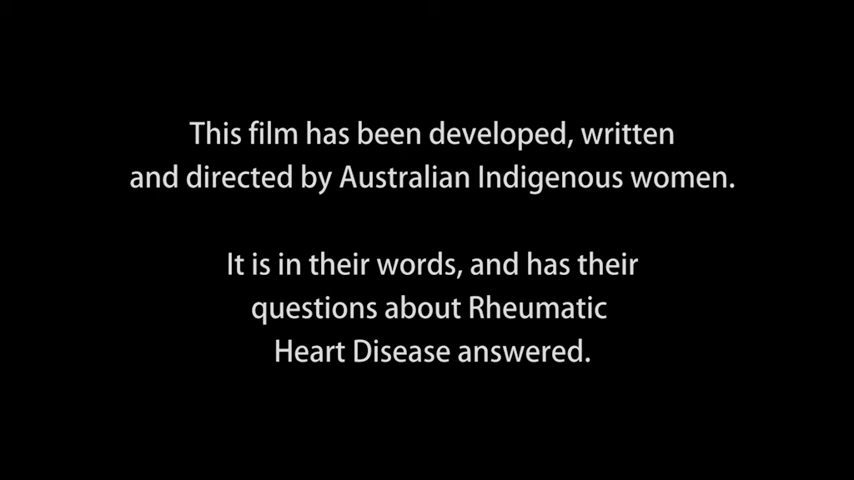 This film has been developed, written
and directed by Australian Indigenous women.
It is in their words, and has their
questions about Rheumatic
Heart Disease answered.